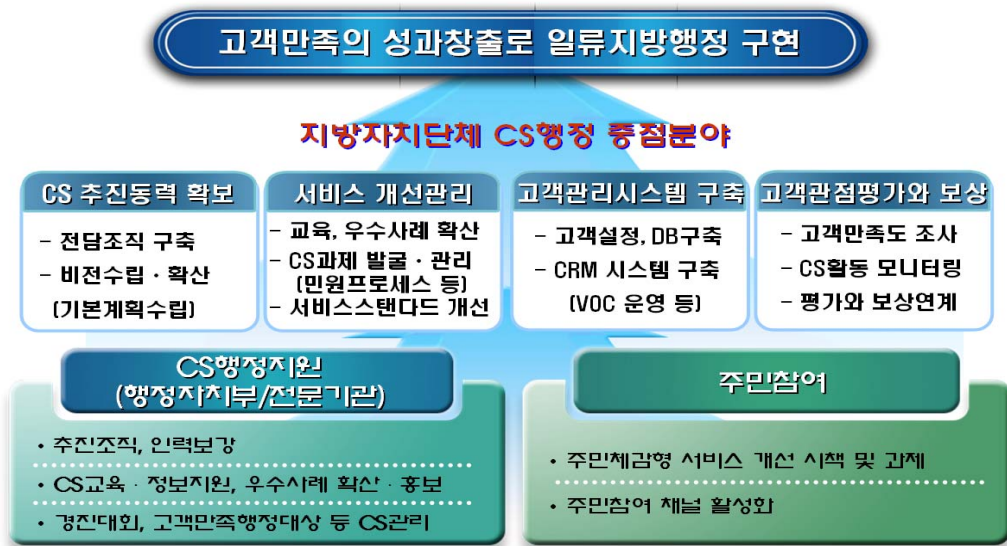 고객만족의 성과창출로 일류지방행정 구현
지방자치단체 CS행정 중점분야
CS 추진동력 확보
- 전담조직 구축
- 비전수립 · 확산
(기본계획수립)
서비스 개선관리
- 교육, 우수사례 확산
- CS과제 발굴 · 관리
(민원프로세스 등)
- 서비스스탠다드 개선
고객관리시스템 구축
- 고객설정, DB구축
- CRM 시스템 구축
(VOC 운영 등)
고객관점평가와 보상
- 고객만족도 조사
- CS활동 모니터링
- 평가와 보상연계
CS행정지원
(행정자치부/전문기관)
• 추진조직, 인력보강
• CS교육 · 정보지원, 우수사례 확산 · 홍보
• 경진대회, 고객만족행정대상 등 CS관리
주민참여
• 주민체감형 서비스 개선 시책 및 과제
• 주민참여 채널 활성화